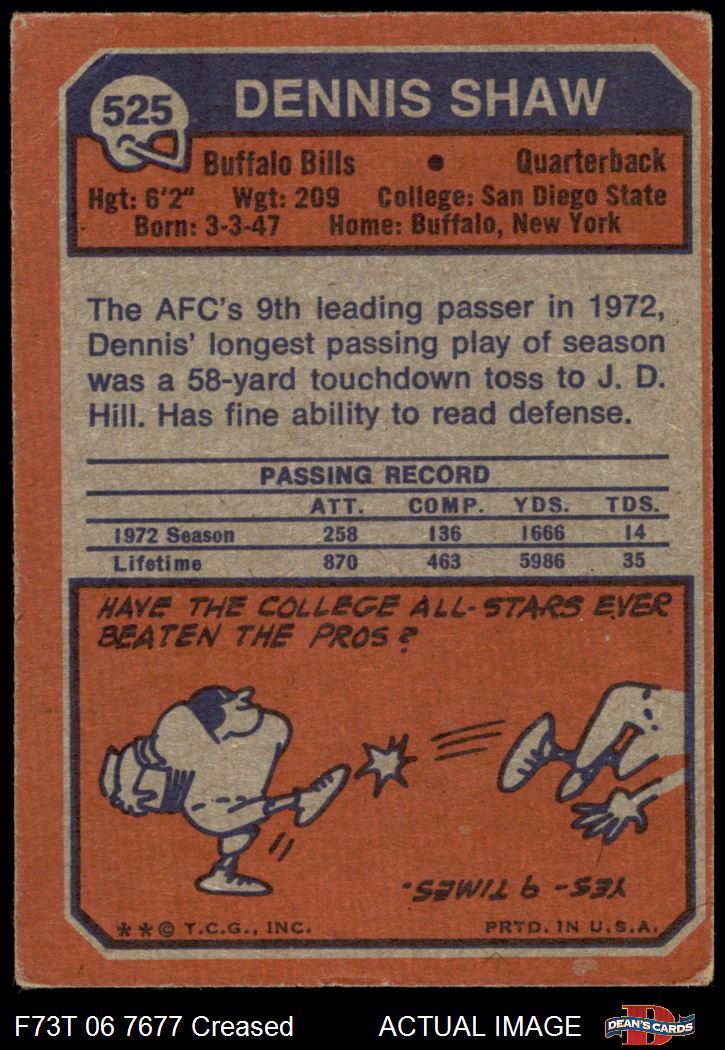 525
DENNIS SHAW
Buffalo Bills • Quarterback
Hgt: 6'2" Wgt: 209 College: San Diego State
Born: 3-3-47 Home: Buffalo, New York
The AFC's 9th leading passer in 1972,
Dennis' longest passing play of season
was a 58-yard touchdown toss to J. D.
Hill. Has fine ability to read defense.
PASSING RECORD
ATT. COMP. YDS. TDS.
1972 Season 258 136 1666 14
Lifetime 870 463 5986 35
HAVE THE COLLEGE ALL-STARS EVER
BEATEN THE PROS?
YES - 9 TIMES.
** © T.C.G., INC. PRTD. IN U.S.A.
F73T 06 7677 Creased ACTUAL IMAGE
D
DEAN'S CARDS